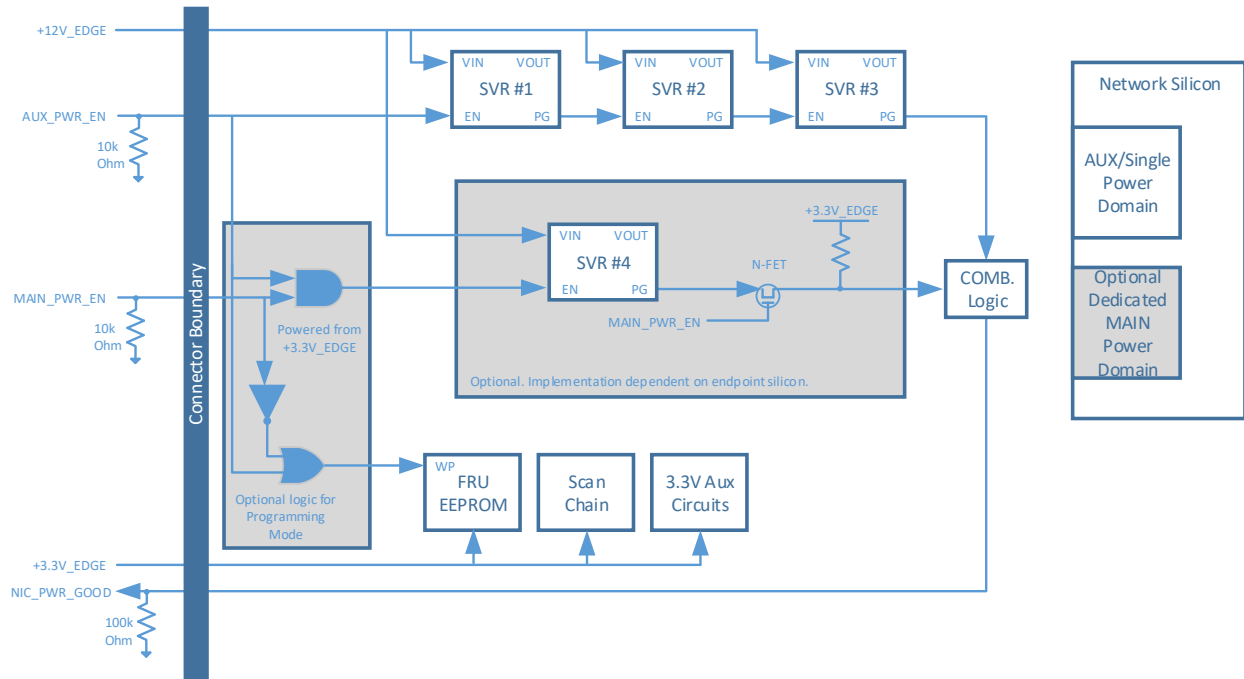 +12V_EDGE
VIN VOUT
SVR #1
EN PG
VIN VOUT
SVR #2
EN PG
VIN VOUT
SVR #3
EN PG
Network Silicon
AUX_PWR_EN
10k
Ohm
AUX/Single
Power
Domain
+3.3V_EDGE
VIN VOUT
SVR #4
EN PG
N-FET
MAIN_PWR_EN
COMB.
Logic
Optional
Dedicated
MAIN
Power
Domain
MAIN_PWR_EN
10k
Ohm
Connector Boundary
Powered from
+3.3V_EDGE
Optional. Implementation dependent on endpoint silicon.
WP
FRU
EEPROM
Scan
Chain
3.3V Aux
Circuits
Optional logic for
Programming
Mode
+3.3V_EDGE
NIC_PWR_GOOD
100k
Ohm